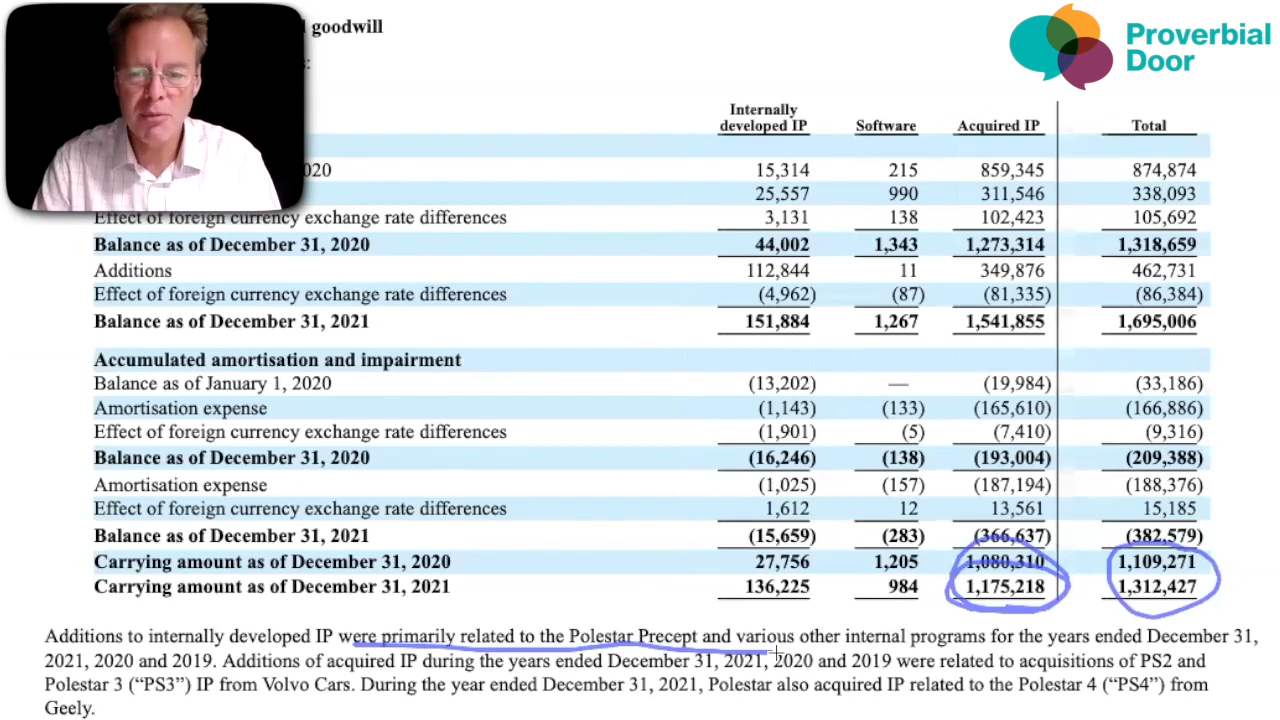 goodwill
Proverbial
Door
Internally
developed IP Software Acquired IP Total
020 15,314 215 859,345 874,874
25,557 990 311,546 338,093
Effect of foreign currency exchange rate differences 3,131 138 102,423 105,692
Balance as of December 31, 2020 44,002 1,343 1,273,314 1,318,659
Additions 112,844 11 349,876 462,731
Effect of foreign currency exchange rate differences (4,962) (87) (81,335) (86,384)
Balance as of December 31, 2021 151,884 1,267 1,541,855 1,695,006
Accumulated amortisation and impairment
Balance as of January 1, 2020 (13,202) — (19,984) (33,186)
Amortisation expense (1,143) (133) (165,610) (166,886)
Effect of foreign currency exchange rate differences (1,901) (5) (7,410) (9,316)
Balance as of December 31, 2020 (16,246) (138) (193,004) (209,388)
Amortisation expense (1,025) (157) (187,194) (188,376)
Effect of foreign currency exchange rate differences 1,612 12 13,561 15,185
Balance as of December 31, 2021 (15,659) (283) (366,637) (382,579)
Carrying amount as of December 31, 2020 27,756 1,205 1,080,310 1,109,271
Carrying amount as of December 31, 2021 136,225 984 1,175,218 1,312,427
Additions to internally developed IP were primarily related to the Polestar Precept and various other internal programs for the years ended December 31,
2021, 2020 and 2019. Additions of acquired IP during the years ended December 31, 2021, 2020 and 2019 were related to acquisitions of PS2 and
Polestar 3 (“PS3”) IP from Volvo Cars. During the year ended December 31, 2021, Polestar also acquired IP related to the Polestar 4 (“PS4”) from
Geely.